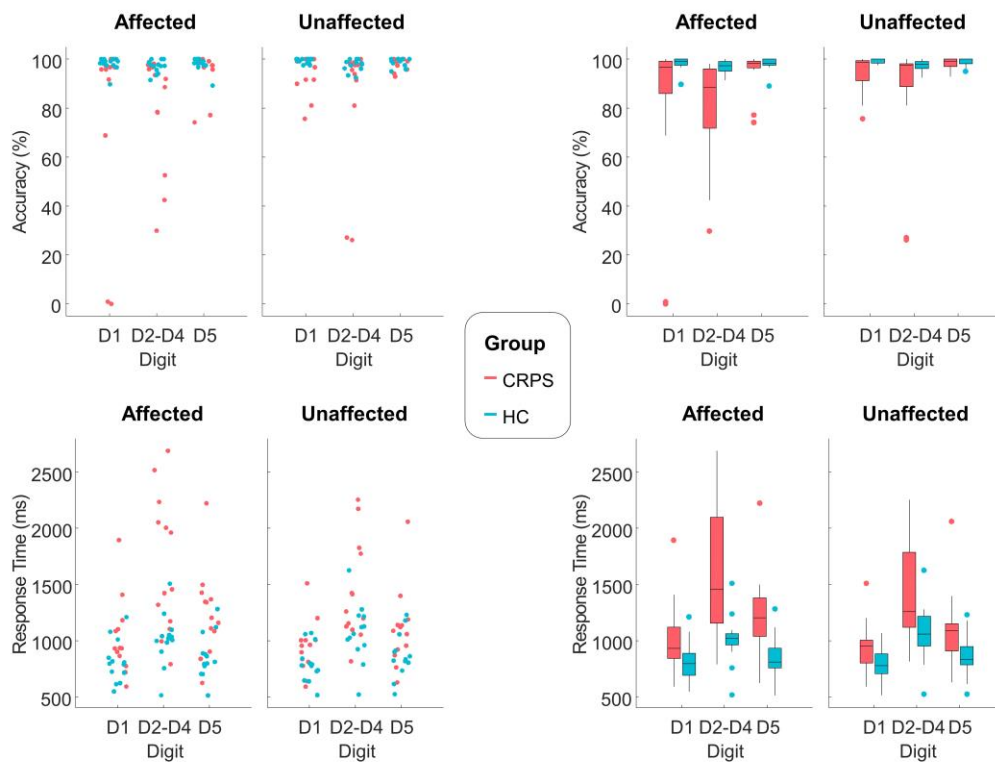 Affected Unaffected
100
80
60
40
20
0
Accuracy (%)
D1 D2-D4 D5 D1 D2-D4 D5
Digit Digit
Affected Unaffected
100
80
60
40
20
0
Accuracy (%)
D1 D2-D4 D5 D1 D2-D4 D5
Digit Digit
Group
CRPS
HC
Affected Unaffected
2500
2000
1500
1000
500
Response Time (ms)
D1 D2-D4 D5 D1 D2-D4 D5
Digit Digit
Affected Unaffected
2500
2000
1500
1000
500
Response Time (ms)
D1 D2-D4 D5 D1 D2-D4 D5
Digit Digit